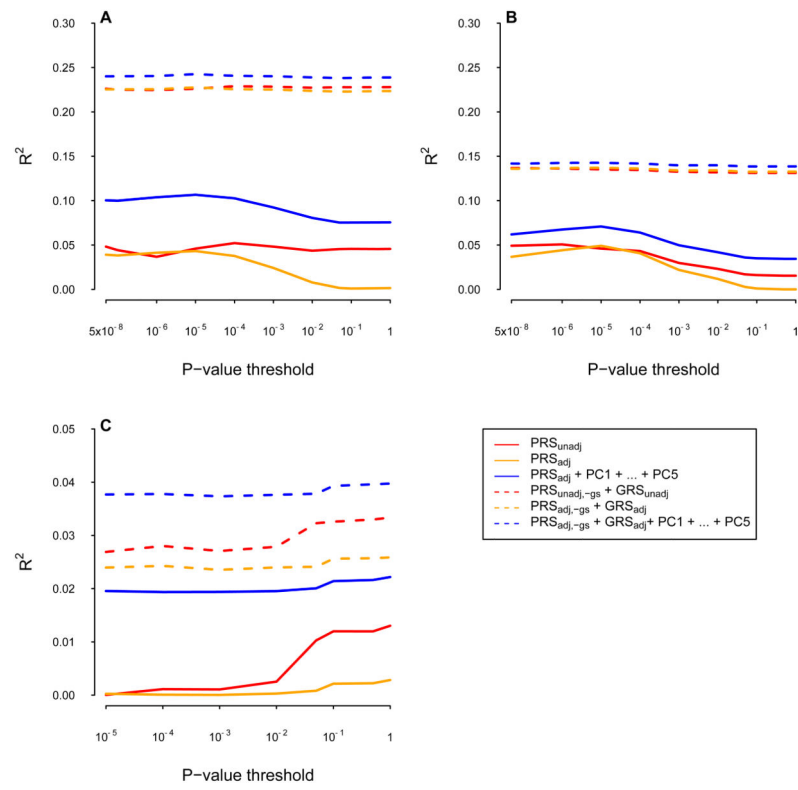 A
0.30
0.25
0.20
0.15
0.10
0.05
0.00
R²
5x10⁻⁸ 10⁻⁶ 10⁻⁵ 10⁻⁴ 10⁻³ 10⁻² 10⁻¹ 1
P−value threshold
B
0.30
0.25
0.20
0.15
0.10
0.05
0.00
R²
5x10⁻⁸ 10⁻⁶ 10⁻⁵ 10⁻⁴ 10⁻³ 10⁻² 10⁻¹ 1
P−value threshold
C
0.05
0.04
0.03
0.02
0.01
0.00
R²
10⁻⁵ 10⁻⁴ 10⁻³ 10⁻² 10⁻¹ 1
P−value threshold
PRSunadj
PRSadj
PRSadj + PC1 + ... + PC5
PRSunadj,−gs + GRSunadj
PRSadj,−gs + GRSadj
PRSadj,−gs + GRSadj+ PC1 + ... + PC5